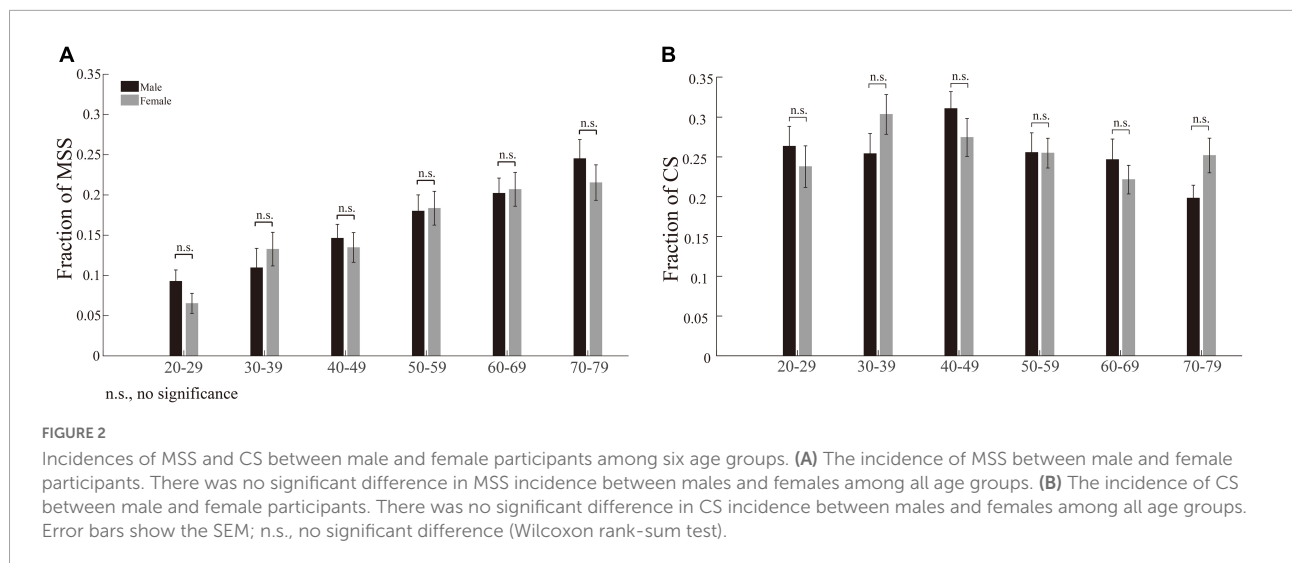 A
Fraction of MSS
0.35
0.3
0.25
0.2
0.15
0.1
0.05
0
Male
Female
n.s.
n.s.
n.s.
n.s.
n.s.
n.s.
20-29
30-39
40-49
50-59
60-69
70-79
n.s., no significance
B
Fraction of CS
0.35
0.3
0.25
0.2
0.15
0.1
0.05
0
n.s.
n.s.
n.s.
n.s.
n.s.
n.s.
20-29
30-39
40-49
50-59
60-69
70-79
FIGURE 2
Incidences of MSS and CS between male and female participants among six age groups. (A) The incidence of MSS between male and female
participants. There was no significant difference in MSS incidence between males and females among all age groups. (B) The incidence of CS
between male and female participants. There was no significant difference in CS incidence between males and females among all age groups.
Error bars show the SEM; n.s., no significant difference (Wilcoxon rank-sum test).